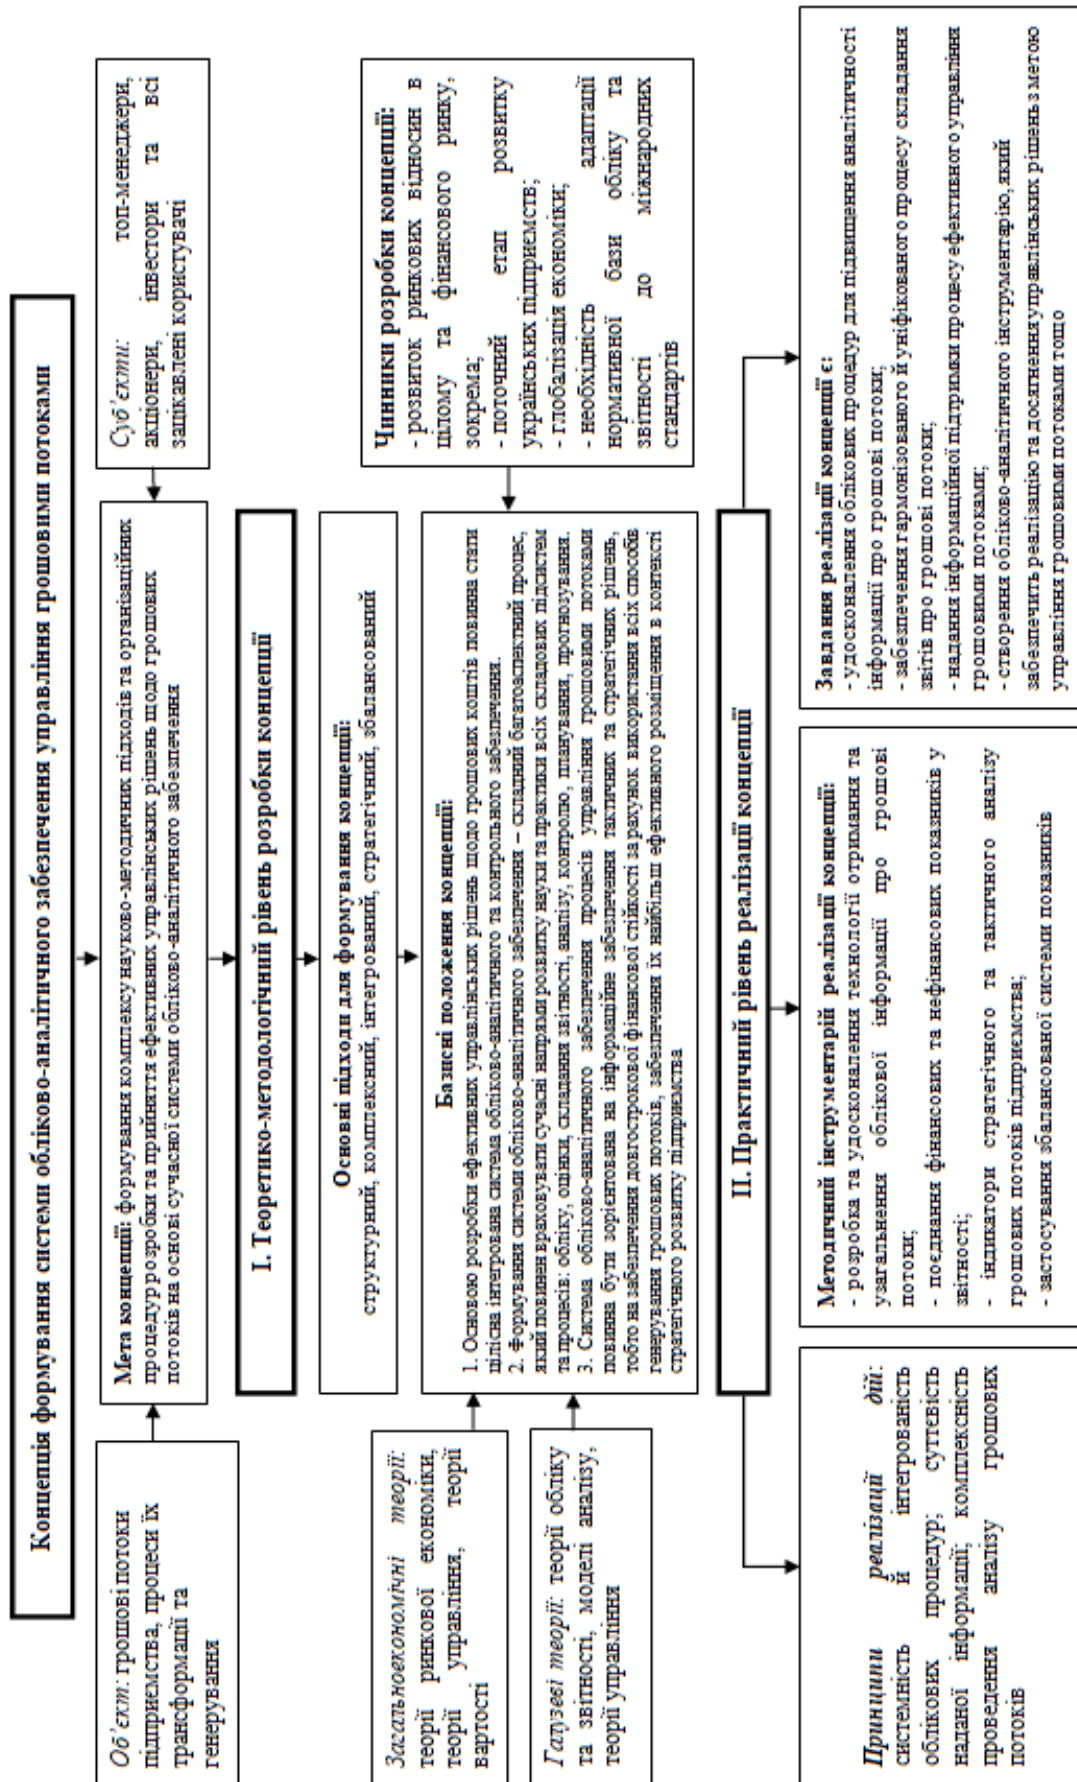 Концепція формування системи обліково-аналітичного забезпечення управління грошовими потоками
Об'єкт: грошові потоки
підприємства, процеси їх
трансформації та
генерування
Мета концепції: формування комплексу науково-методичних підходів та організаційних
процедур розробки та прийняття ефективних управлінських рішень щодо грошових
потоків на основі сучасної системи обліково-аналітичного забезпечення
Суб'єкти: топ-менеджери,
акціонери, інвестори та всі
зацікавлені користувачі
І. Теоретико-методологічний рівень розробки концепції
Основні підходи для формування концепції:
структурний, комплексний, інтегрований, стратегічний, збалансований
Загальноекономічні теорії:
теорії ринкової економіки,
теорії управління, теорії
вартості
Галузеві теорії: теорії обліку
та звітності, моделі аналізу,
теорії управління
Базисні положення концепції:
1. Основою розробки ефективних управлінських рішень щодо грошових коштів повинна стати
цілісна інтегрована система обліково-аналітичного та контрольного забезпечення.
2. Формування системи обліково-аналітичного забезпечення – складний багатоаспектний процес,
який повинен враховувати сучасні напрями розвитку науки та практики всіх складових підсистем
та процесів: обліку, оцінки, складання звітності, аналізу, контролю, планування, прогнозування.
3. Система обліково-аналітичного забезпечення процесів управління грошовими потоками
повинна бути зорієнтована на інформаційне забезпечення тактичних та стратегічних рішень,
тобто на забезпечення довгострокової фінансової стійкості за рахунок використання всіх способів
генерування грошових потоків, забезпечення їх найбільш ефективного розміщення в контексті
стратегічного розвитку підприємства
Чинники розробки концепції:
- розвиток ринкових відносин в
цілому та фінансового ринку,
зокрема;
- поточний етап розвитку
українських підприємств;
- глобалізація економіки;
- необхідність адаптації
нормативної бази обліку та
звітності до міжнародних
стандартів
ІІ. Практичний рівень реалізації концепції
Принципи реалізації дій:
системність й інтегрованість
облікових процедур; суттєвість
наданої інформації; комплексність
проведення аналізу грошових
потоків
Методичний інструментарій реалізації концепції:
- розробка та удосконалення технології отримання та
узагальнення облікової інформації про грошові
потоки;
- поєднання фінансових та нефінансових показників у
звітності;
- індикатори стратегічного та тактичного аналізу
грошових потоків підприємства;
- застосування збалансованої системи показників
Завдання реалізації концепції є:
- удосконалення облікових процедур для підвищення аналітичності
інформації про грошові потоки;
- забезпечення гармонізованого й уніфікованого процесу складання
звітів про грошові потоки;
- надання інформаційної підтримки процесу ефективного управління
грошовими потоками;
- створення обліково-аналітичного інструментарію, який
забезпечить реалізацію та досягнення управлінських рішень з метою
управління грошовими потоками тощо